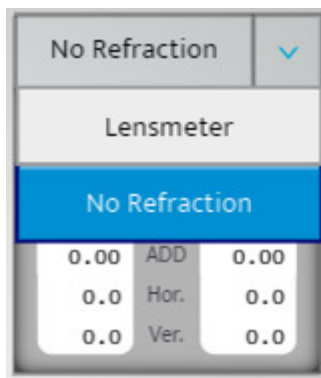 No Refraction
Lensmeter
No Refraction
0.00 ADD 0.00
0.0 Hor. 0.0
0.0 Ver. 0.0